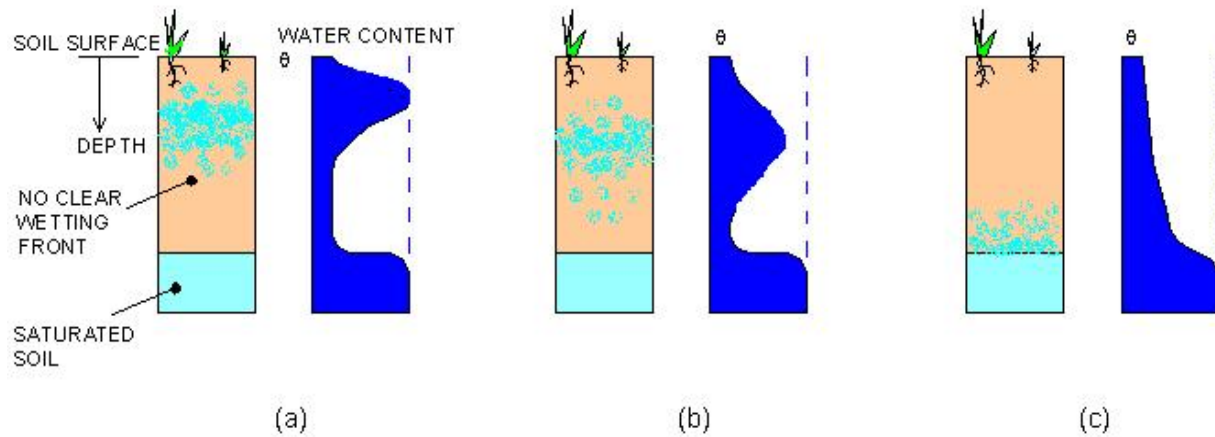 SOIL SURFACE
WATER CONTENT
θ
DEPTH
NO CLEAR
WETTING
FRONT
SATURATED
SOIL
(a)
θ
(b)
θ
(c)